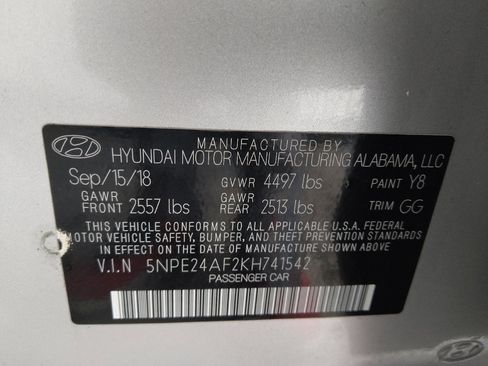 MANUFACTURED BY
HYUNDAI MOTOR MANUFACTURING ALABAMA, LLC
Sep/15/18 GVWR 4497 lbs PAINT Y8
GAWR FRONT 2557 lbs GAWR REAR 2513 lbs TRIM GG
THIS VEHICLE CONFORMS TO ALL APPLICABLE U.S.A. FEDERAL
MOTOR VEHICLE SAFETY, BUMPER, AND THEFT PREVENTION
STANDARDS IN EFFECT ON THE DATE OF MANUFACTURE SHOWN ABOVE.
V.I.N 5NPE24AF2KH741542
PASSENGER CAR